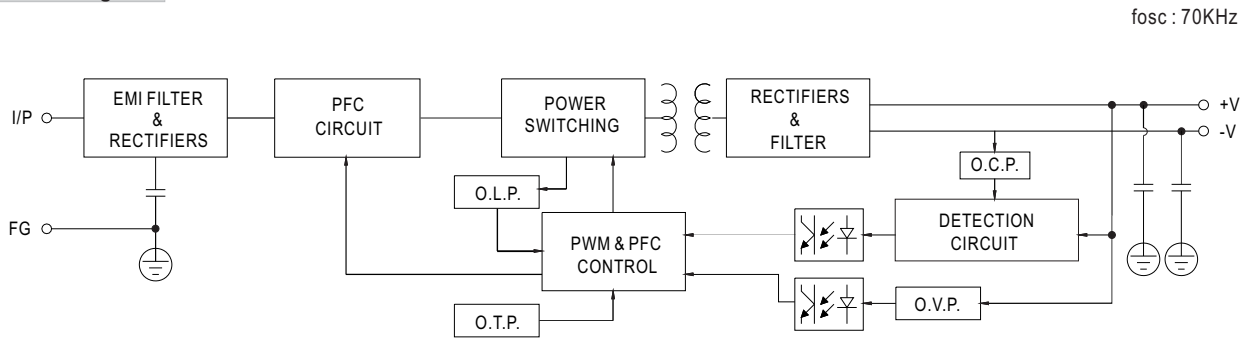 fosc : 70KHz
I/P
EMI FILTER
&
RECTIFIERS
PFC
CIRCUIT
POWER
SWITCHING
RECTIFIERS
&
FILTER
+V
-V
O.C.P.
O.L.P.
FG
PWM & PFC
CONTROL
DETECTION
CIRCUIT
O.T.P.
O.V.P.